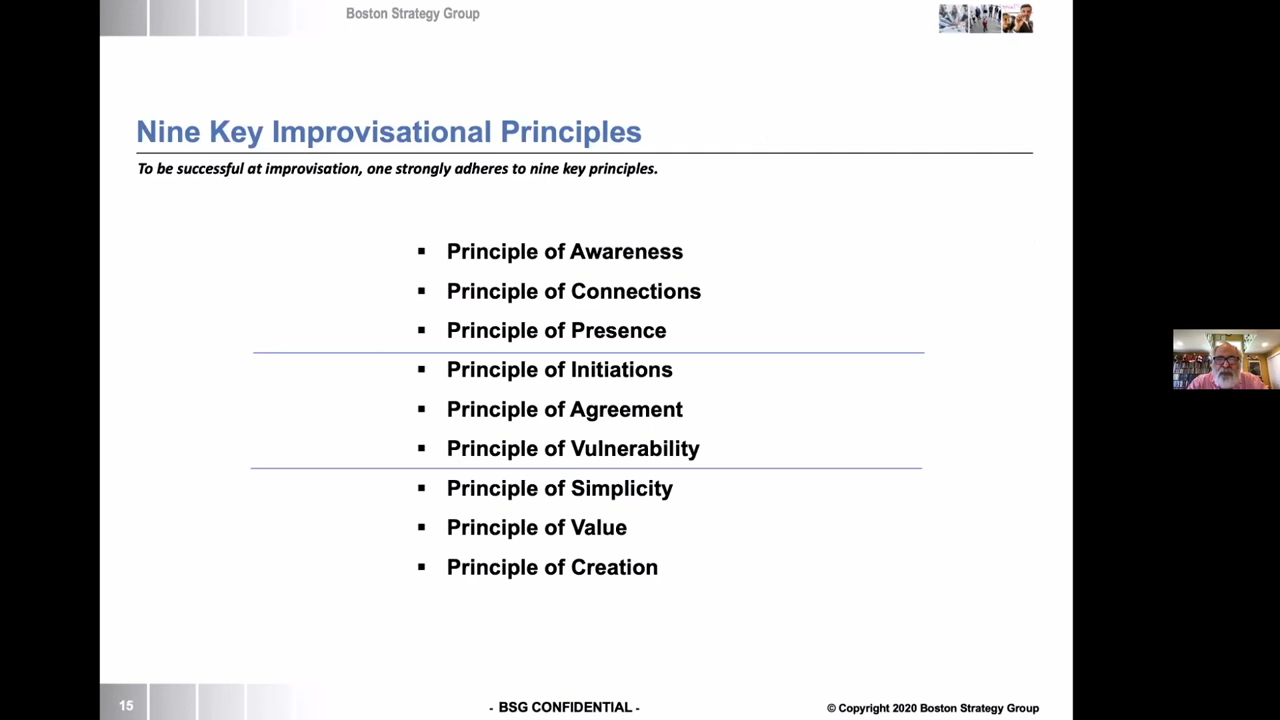 Boston Strategy Group
Nine Key Improvisational Principles
To be successful at improvisation, one strongly adheres to nine key principles.
▪ Principle of Awareness
▪ Principle of Connections
▪ Principle of Presence
▪ Principle of Initiations
▪ Principle of Agreement
▪ Principle of Vulnerability
▪ Principle of Simplicity
▪ Principle of Value
▪ Principle of Creation
15
- BSG CONFIDENTIAL -
© Copyright 2020 Boston Strategy Group